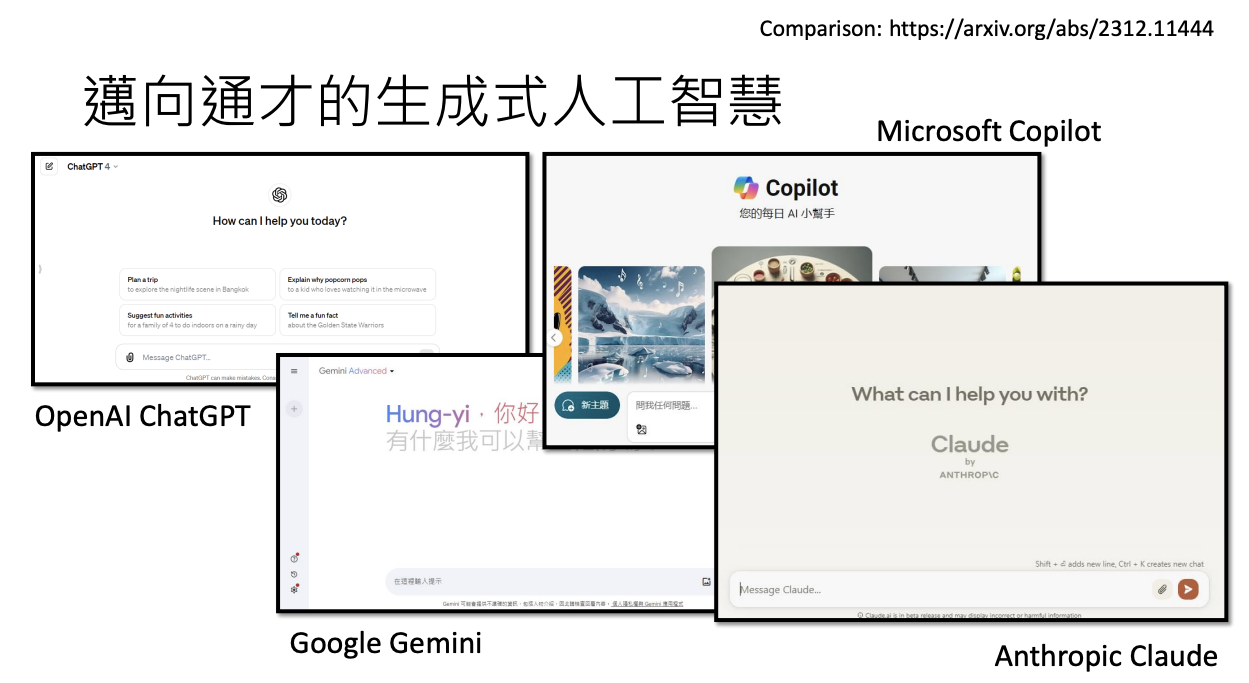 Comparison: https://arxiv.org/abs/2312.11444
邁向通才的生成式人工智慧
Microsoft Copilot
ChatGPT 4
How can I help you today?
Plan a trip
to explore the nightlife scene in Bangkok
Explain why popcorn pops
to a kid who loves watching it in the microwave
Suggest fun activities
for a family of 4 to do indoors on a rainy day
Tell me a fun fact
about the Golden State Warriors
Message ChatGPT...
ChatGPT can make mistakes.
OpenAI ChatGPT
Copilot
您的每日 AI 小幫手
新主題
問我任何問題...
Gemini Advanced
Hung-yi，你好
有什麼我可以幫
在這裡輸入提示
Google Gemini
What can I help you with?
Claude
by
ANTHROP\C
Shift + ⏎ adds new line, Ctrl + K creates new chat
Message Claude...
Claude.ai is in beta release and may display incorrect or harmful information
Anthropic Claude